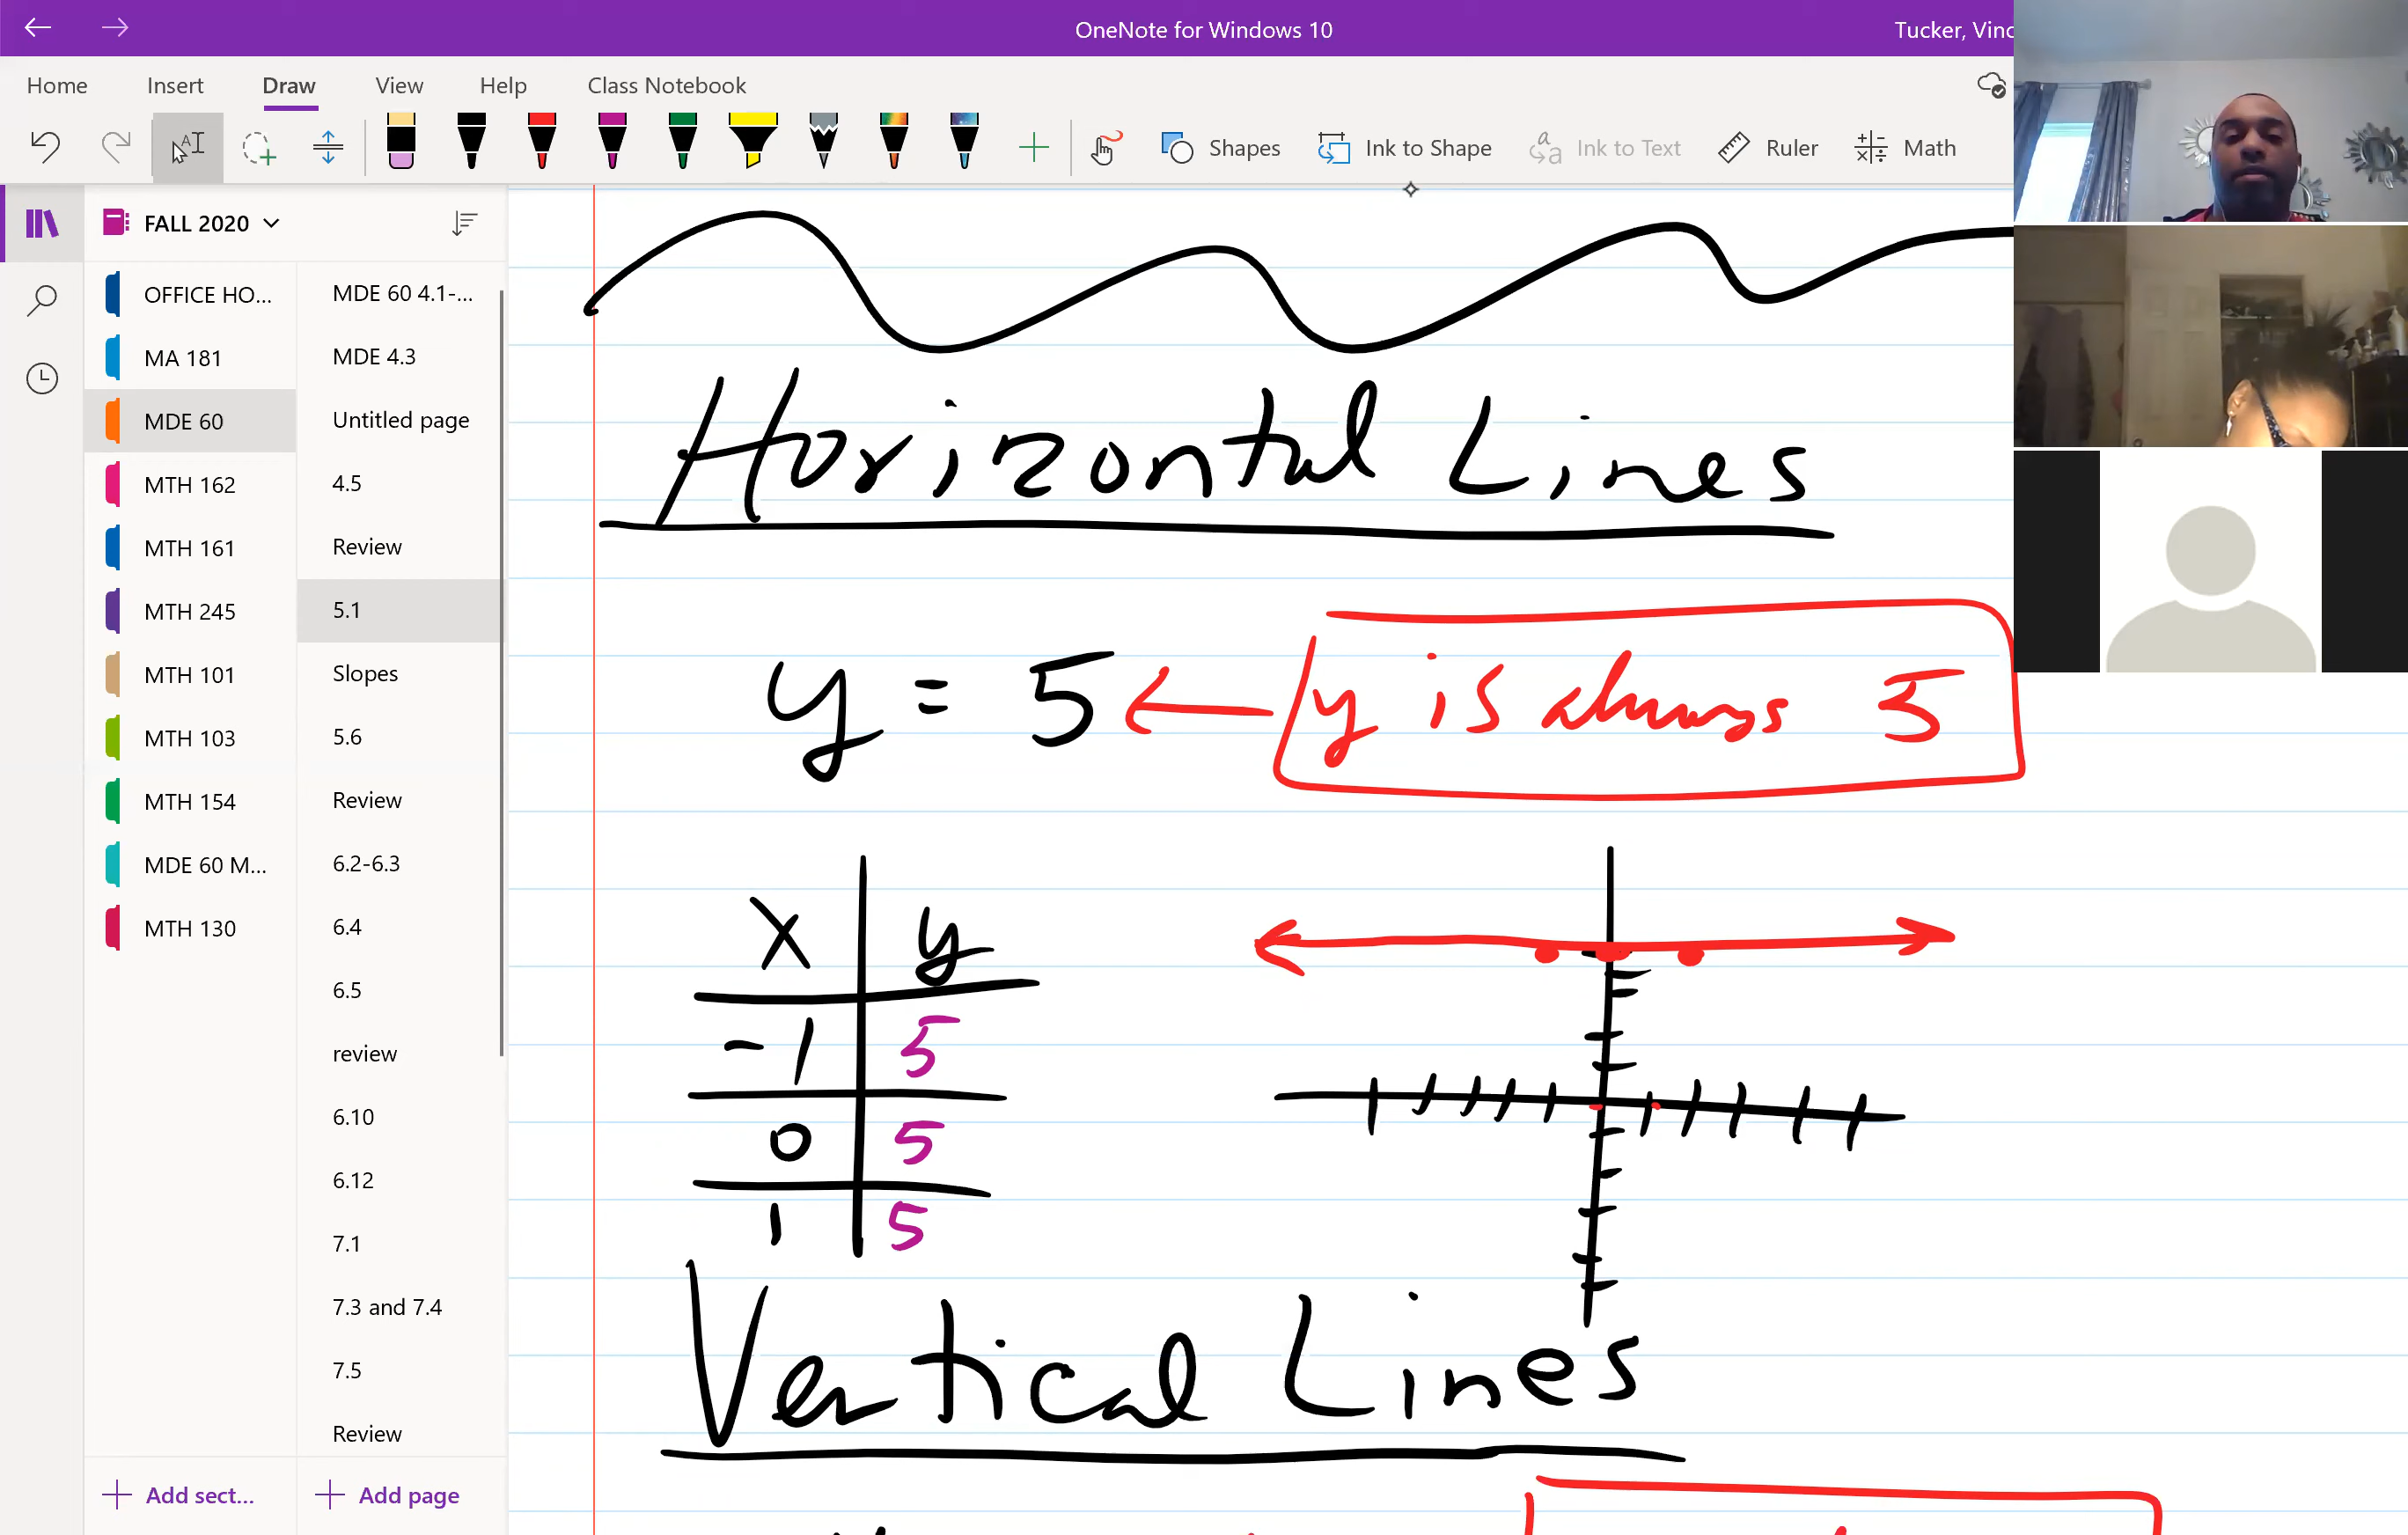 OneNote for Windows 10
Tucker, Vinc
Home Insert Draw View Help Class Notebook
Shapes Ink to Shape Ink to Text Ruler Math
FALL 2020
OFFICE HO...
MA 181
MDE 60
MTH 162
MTH 161
MTH 245
MTH 101
MTH 103
MTH 154
MDE 60 M...
MTH 130
Add sect...
MDE 60 4.1-...
MDE 4.3
Untitled page
4.5
Review
5.1
Slopes
5.6
Review
6.2-6.3
6.4
6.5
review
6.10
6.12
7.1
7.3 and 7.4
7.5
Review
Add page
Horizontal Lines
y = 5 ← y is always 5
x y
-1 5
0 5
1 5
Vertical Lines